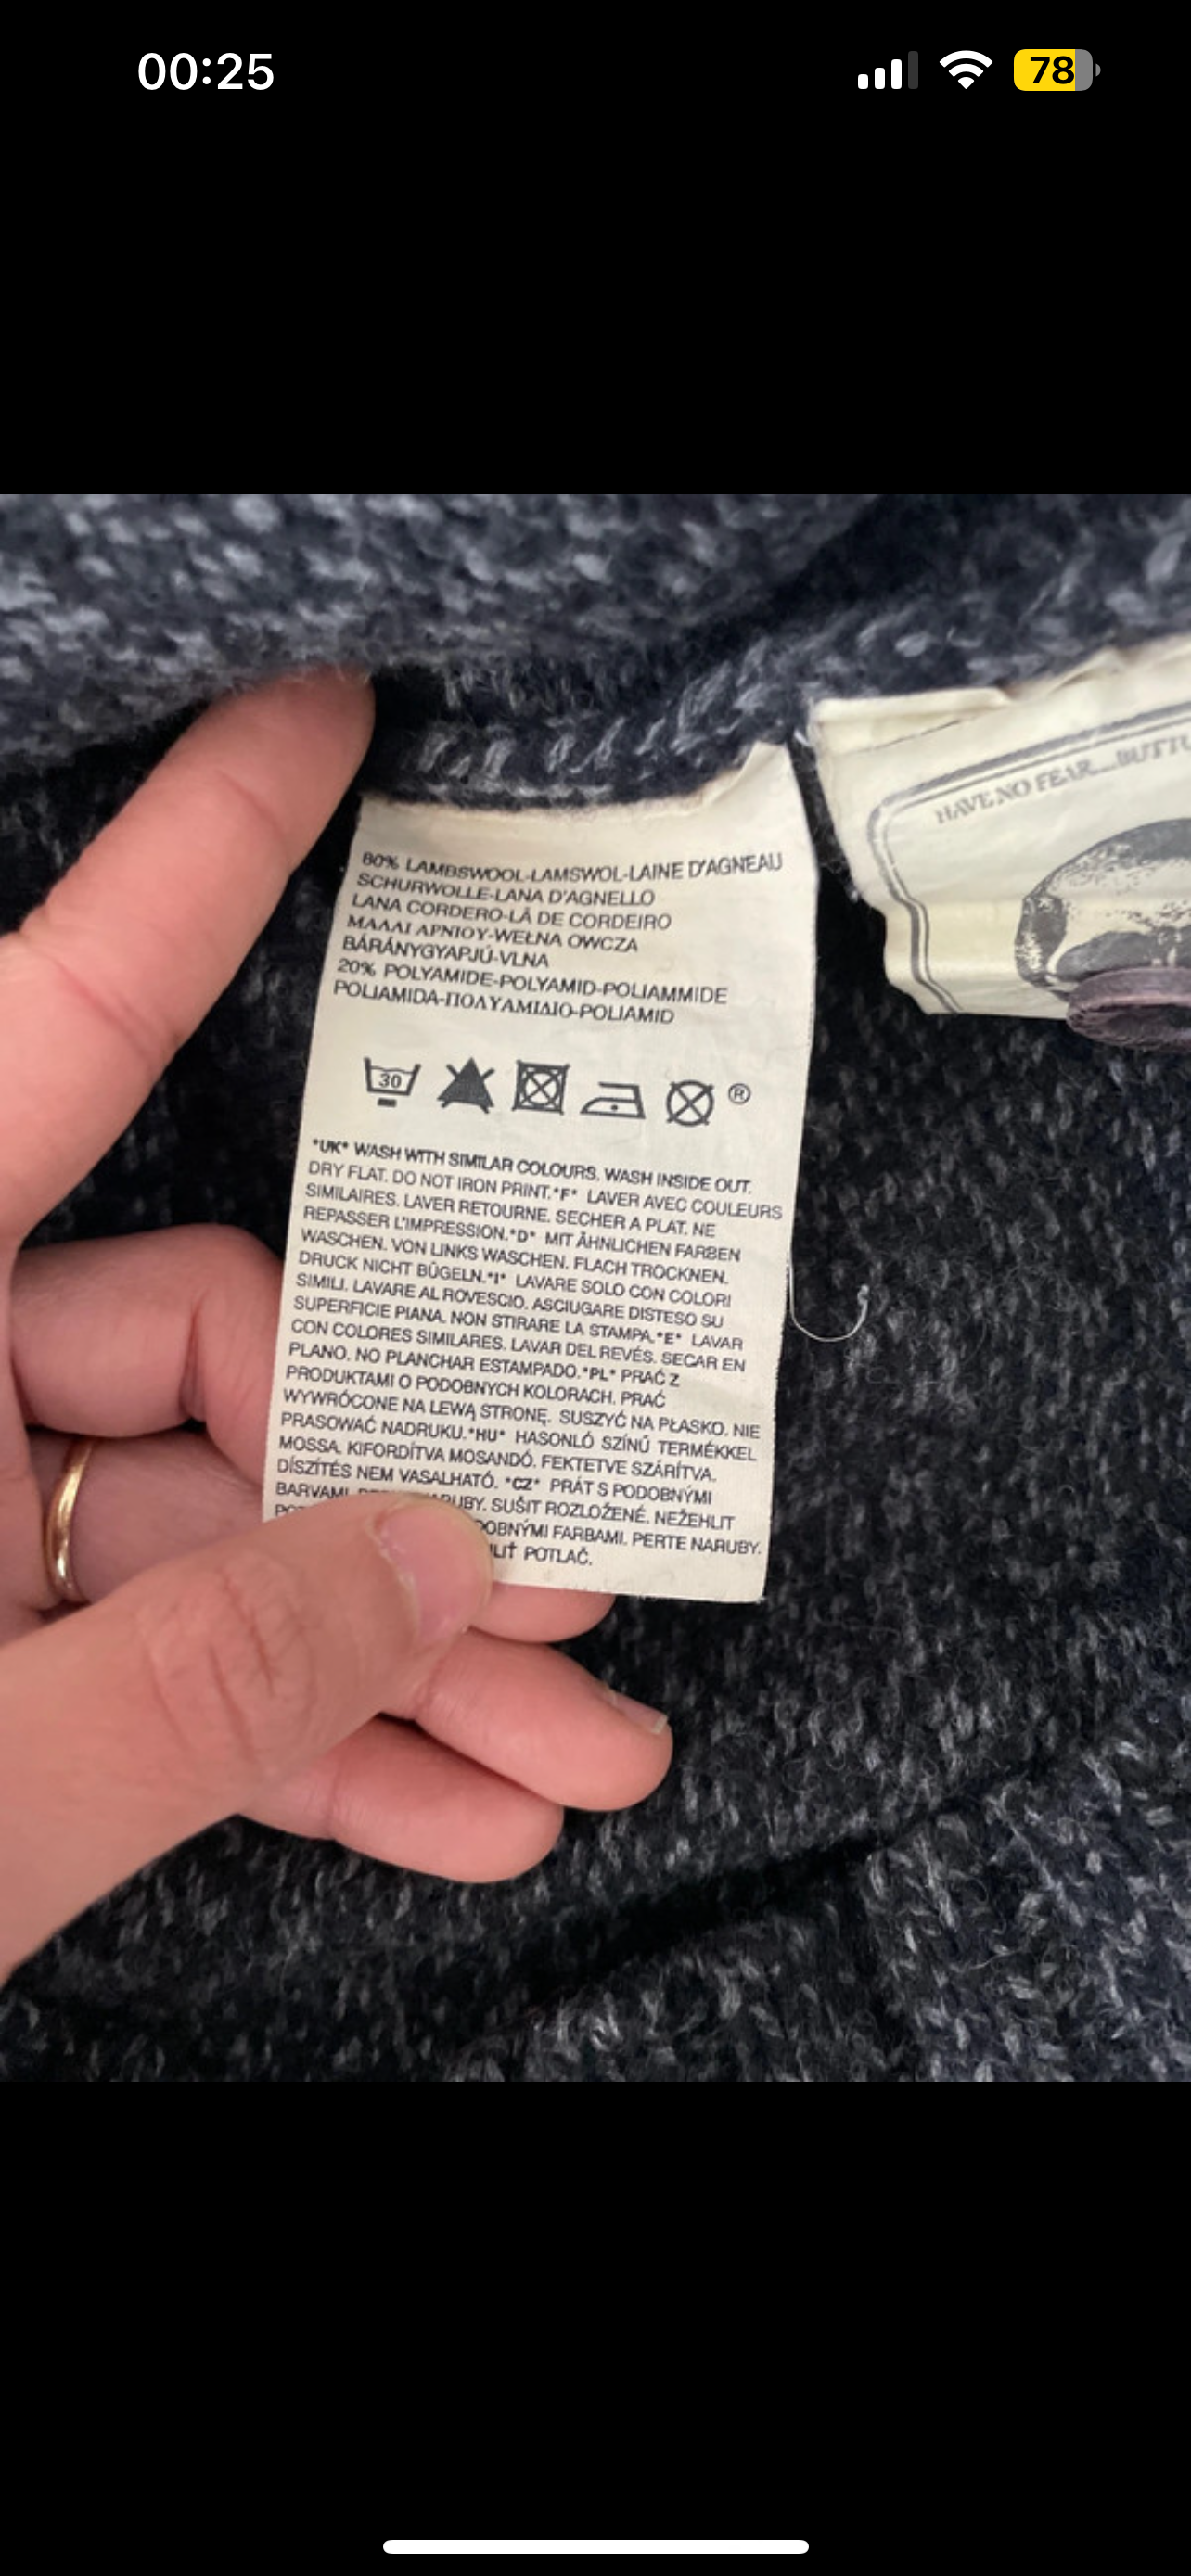 00:25
78
HAVE NO FEAR...
80% LAMBSWOOL-LAMSWOL-LAINE D'AGNEAU
SCHURWOLLE-LANA D'AGNELLO
LANA CORDERO-LÃ DE CORDEIRO
ΜΑΛΛΙ ΑΡΝΙΟΥ-WEŁNA OWCZA
BÁRÁNYGYAPJÚ-VLNA
20% POLYAMIDE-POLYAMID-POLIAMMIDE
POLIAMIDA-ΠΟΛΥΑΜΙΔΙΟ-POLIAMID
30 ®
*UK* WASH WITH SIMILAR COLOURS. WASH INSIDE OUT.
DRY FLAT. DO NOT IRON PRINT.*F* LAVER AVEC COULEURS
SIMILAIRES. LAVER RETOURNE. SECHER A PLAT. NE
REPASSER L'IMPRESSION.*D* MIT ÄHNLICHEN FARBEN
WASCHEN. VON LINKS WASCHEN. FLACH TROCKNEN.
DRUCK NICHT BÜGELN.*I* LAVARE SOLO CON COLORI
SIMILI. LAVARE AL ROVESCIO. ASCIUGARE DISTESO SU
SUPERFICIE PIANA. NON STIRARE LA STAMPA.*E* LAVAR
CON COLORES SIMILARES. LAVAR DEL REVÉS. SECAR EN
PLANO. NO PLANCHAR ESTAMPADO.*PL* PRAĆ Z
PRODUKTAMI O PODOBNYCH KOLORACH. PRAĆ
WYWRÓCONE NA LEWĄ STRONĘ. SUSZYĆ NA PŁASKO. NIE
PRASOWAĆ NADRUKU.*HU* HASONLÓ SZÍNŰ TERMÉKKEL
MOSSA. KIFORDÍTVA MOSANDÓ. FEKTETVE SZÁRÍTVA.
DÍSZÍTÉS NEM VASALHATÓ. *CZ* PRÁT S PODOBNÝMI
BARVAMI. SUŠIT ROZLOŽENÉ. NEŽEHLIT
FARBAMI. PERTE NARUBY.
POTLAČ.